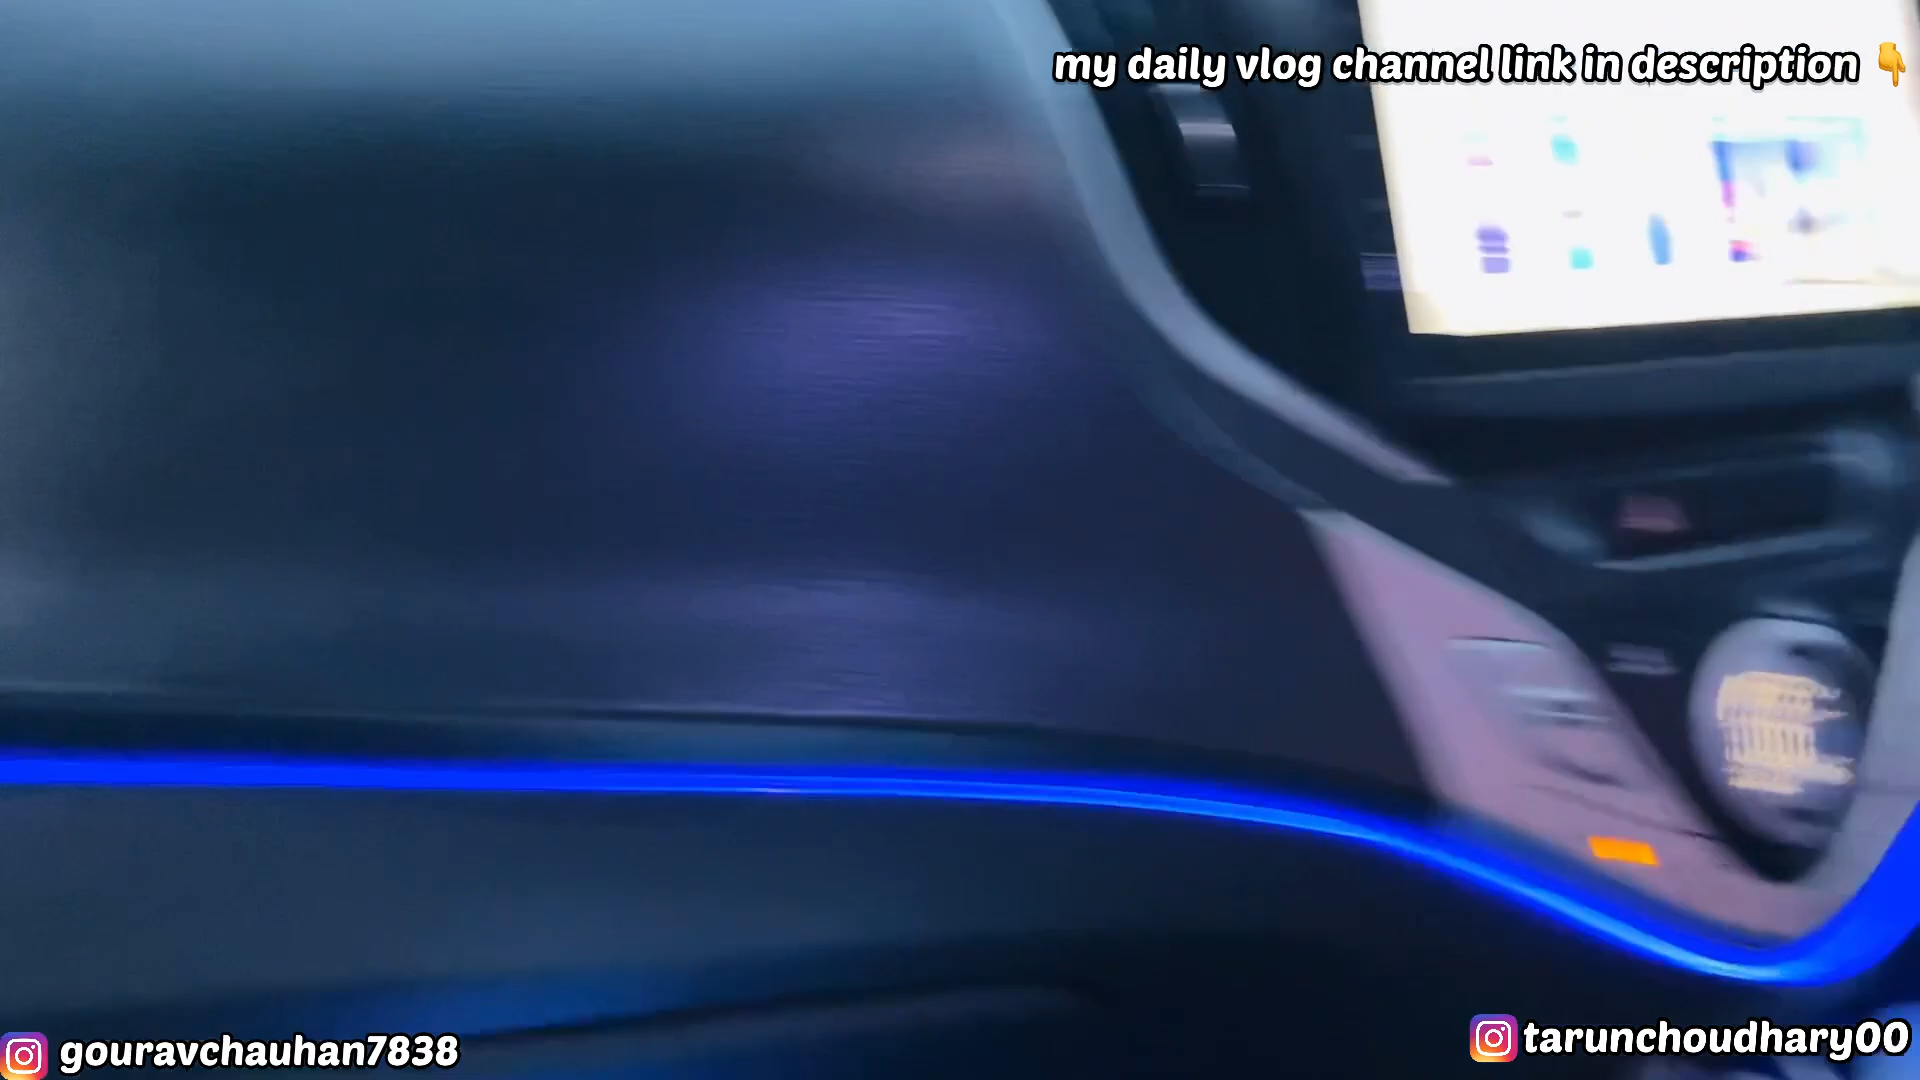 my daily vlog channel link in description 👇
gouravchauhan7838
tarunchoudhary00